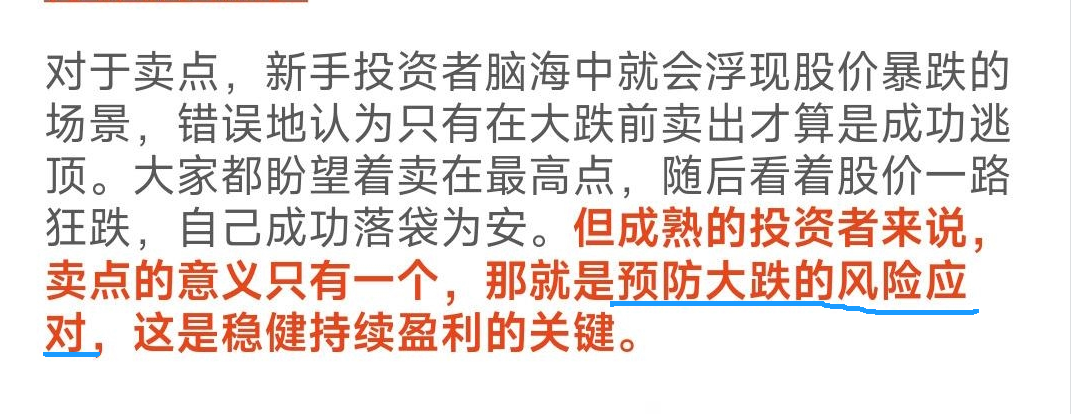 对于卖点，新手投资者脑海中就会浮现股价暴跌的
场景，错误地认为只有在大跌前卖出才算是成功逃
顶。大家都盼望着卖在最高点，随后看着股价一路
狂跌，自己成功落袋为安。但成熟的投资者来说，
卖点的意义只有一个，那就是预防大跌的风险应
对，这是稳健持续盈利的关键。